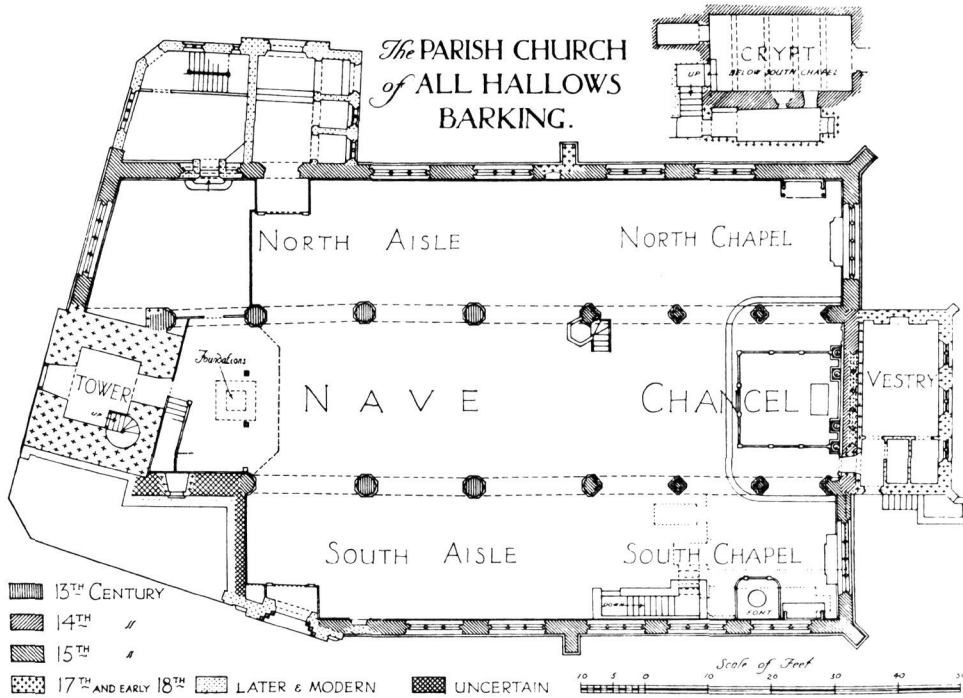 The PARISH CHURCH
of ALL HALLOWS
BARKING.
CRYPT
UP
BELOW SOUTH CHAPEL
NORTH AISLE
NORTH CHAPEL
Foundations
TOWER
UP
NAVE
CHANCEL
VESTRY
SOUTH AISLE
SOUTH CHAPEL
DOWN
FONT
13TH CENTURY
14TH "
15TH "
17TH AND EARLY 18TH
LATER & MODERN
UNCERTAIN
Scale of Feet
10 5 0 10 20 30 40 50